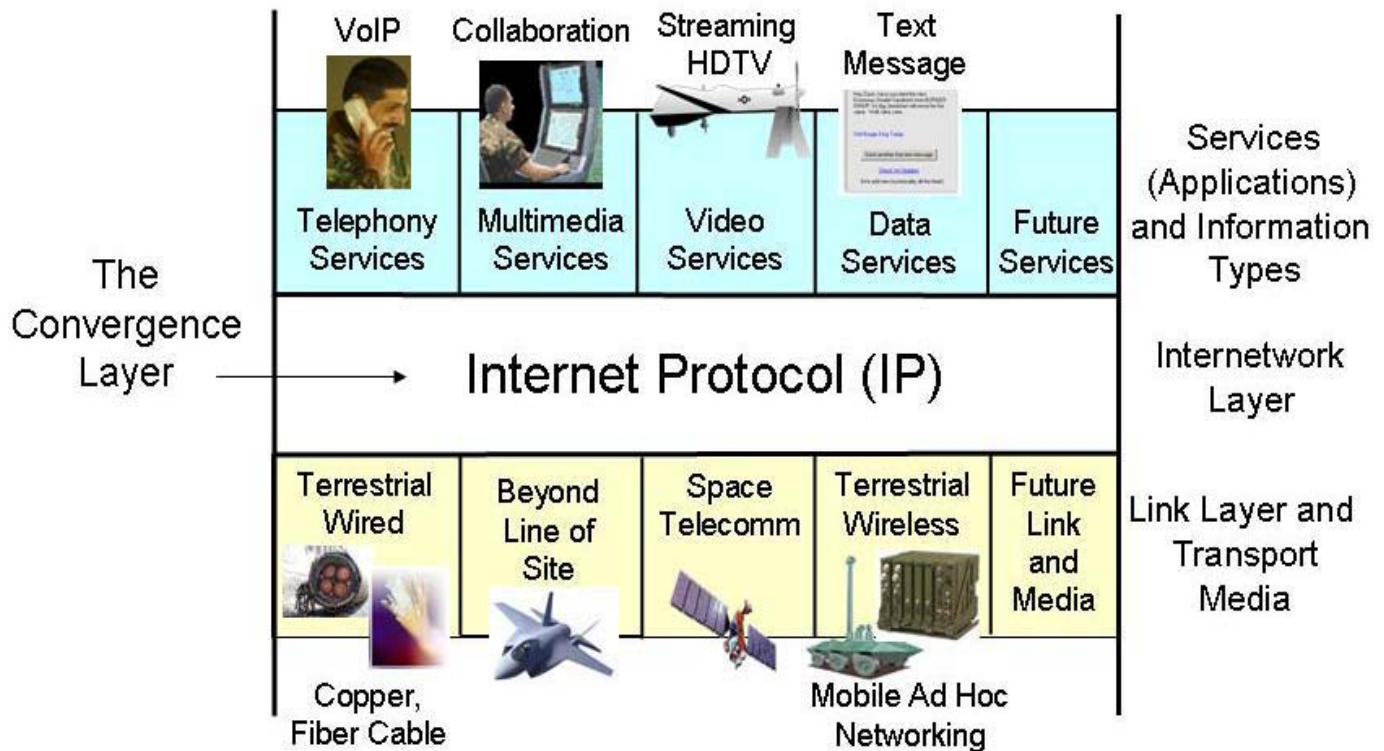 VoIP
Collaboration
Streaming
HDTV
Text
Message
Telephony
Services
Multimedia
Services
Video
Services
Data
Services
Future
Services
Services
(Applications)
and Information
Types
The
Convergence
Layer
Internet Protocol (IP)
Internetwork
Layer
Terrestrial
Wired
Beyond
Line of
Site
Space
Telecomm
Terrestrial
Wireless
Future
Link
and
Media
Link Layer and
Transport
Media
Copper,
Fiber Cable
Mobile Ad Hoc
Networking